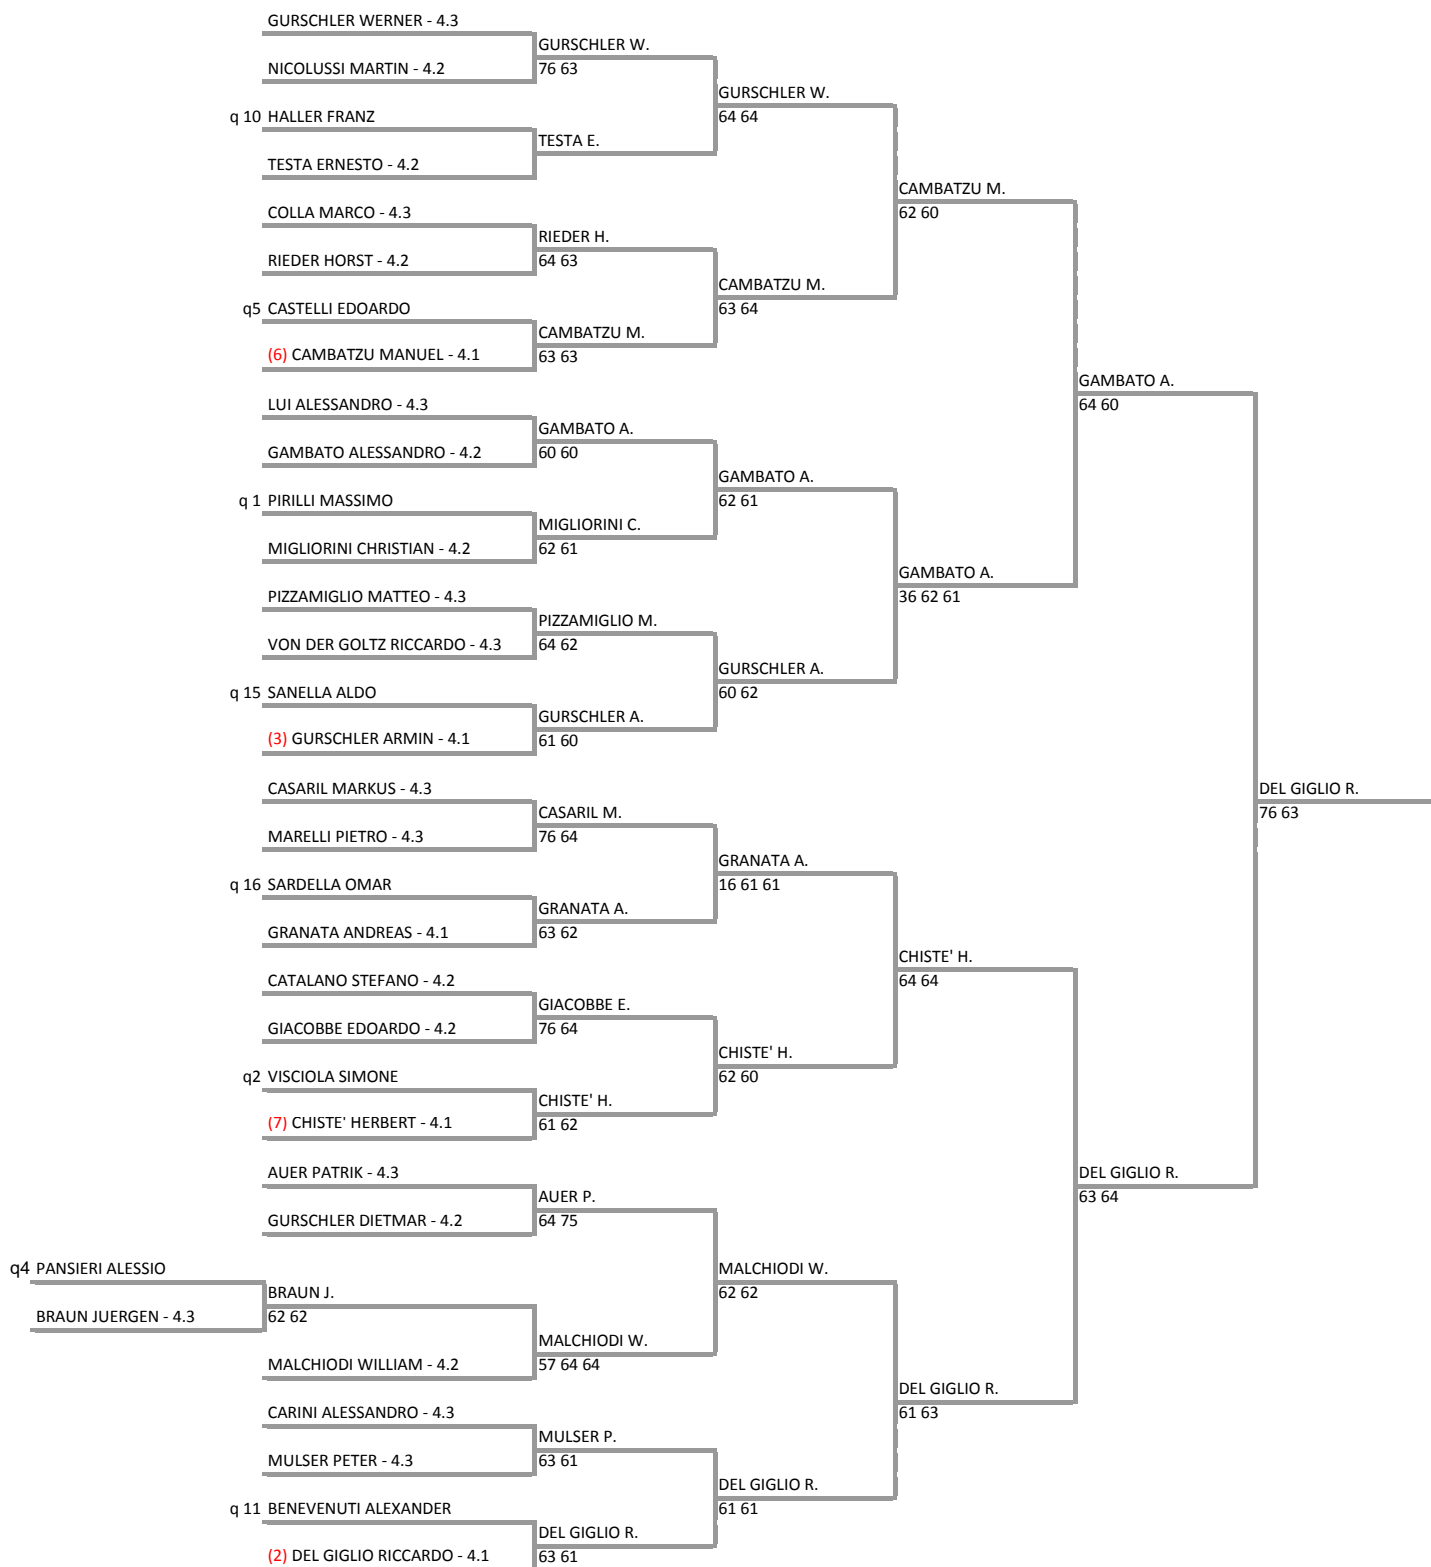 GURSCHLER WERNER - 4.3
GURSCHLER W.
NICOLUSSI MARTIN - 4.2
76 63
GURSCHLER W.
q 10 HALLER FRANZ
64 64
TESTA E.
TESTA ERNESTO - 4.2
CAMBATZU M.
COLLA MARCO - 4.3
62 60
RIEDER H.
RIEDER HORST - 4.2
64 63
CAMBATZU M.
q5 CASTELLI EDOARDO
63 64
CAMBATZU M.
(6) CAMBATZU MANUEL - 4.1
63 63
GAMBATO A.
LUI ALESSANDRO - 4.3
64 60
GAMBATO A.
GAMBATO ALESSANDRO - 4.2
60 60
GAMBATO A.
q 1 PIRILLI MASSIMO
62 61
MIGLIORINI C.
MIGLIORINI CHRISTIAN - 4.2
62 61
GAMBATO A.
PIZZAMIGLIO MATTEO - 4.3
36 62 61
PIZZAMIGLIO M.
VON DER GOLTZ RICCARDO - 4.3
64 62
GURSCHLER A.
q 15 SANELLA ALDO
60 62
GURSCHLER A.
(3) GURSCHLER ARMIN - 4.1
61 60
CASARIL MARKUS - 4.3
DEL GIGLIO R.
76 63
CASARIL M.
MARELLI PIETRO - 4.3
76 64
GRANATA A.
q 16 SARDELLA OMAR
16 61 61
GRANATA A.
GRANATA ANDREAS - 4.1
63 62
CHISTE' H.
CATALANO STEFANO - 4.2
64 64
GIACOBBE E.
GIACOBBE EDOARDO - 4.2
76 64
CHISTE' H.
q2 VISCIOLA SIMONE
62 60
CHISTE' H.
(7) CHISTE' HERBERT - 4.1
61 62
AUER PATRIK - 4.3
DEL GIGLIO R.
63 64
AUER P.
GURSCHLER DIETMAR - 4.2
64 75
q4 PANSIERI ALESSIO
MALCHIODI W.
BRAUN J.
62 62
BRAUN JUERGEN - 4.3
62 62
MALCHIODI W.
MALCHIODI WILLIAM - 4.2
57 64 64
DEL GIGLIO R.
CARINI ALESSANDRO - 4.3
61 63
MULSER P.
MULSER PETER - 4.3
63 61
DEL GIGLIO R.
q 11 BENEVENUTI ALEXANDER
61 61
DEL GIGLIO R.
(2) DEL GIGLIO RICCARDO - 4.1
63 61